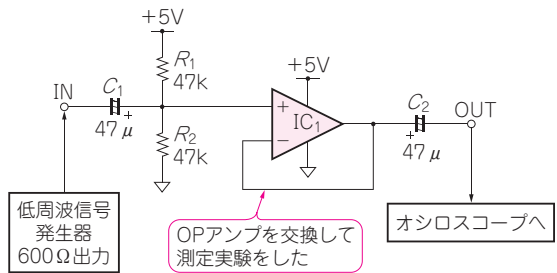 +5V
R1
47k
+5V
IN
C1
+
47μ
R2
47k
+
IC1
−
C2
+
47μ
OUT
低周波信号
発生器
600Ω出力
OPアンプを交換して
測定実験をした
オシロスコープへ